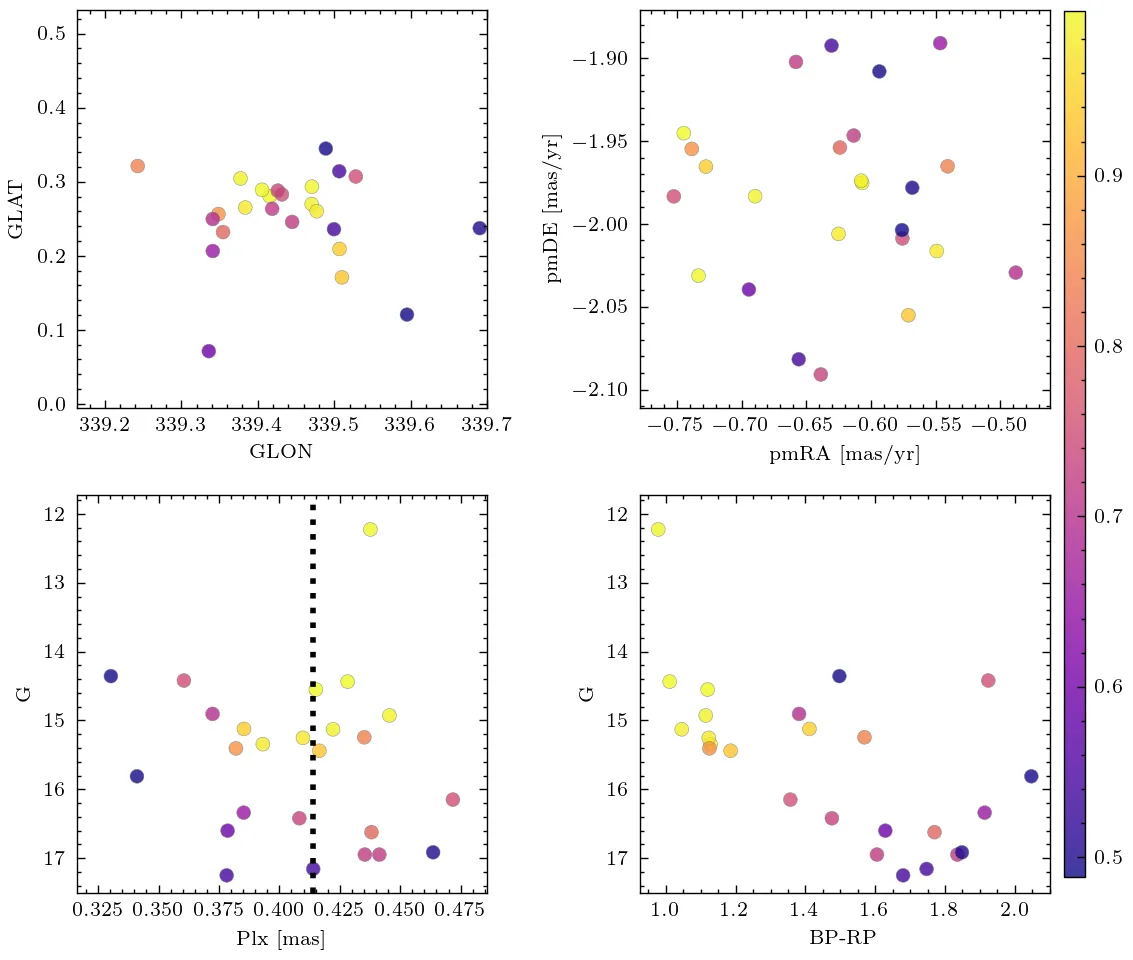 0.5
0.4
0.3
0.2
0.1
0.0
GLAT
339.2 339.3 339.4 339.5 339.6 339.7
GLON
−1.90
−1.95
−2.00
−2.05
−2.10
pmDE [mas/yr]
−0.75 −0.70 −0.65 −0.60 −0.55 −0.50
pmRA [mas/yr]
0.9
0.8
0.7
0.6
0.5
12
13
14
15
16
17
G
0.325 0.350 0.375 0.400 0.425 0.450 0.475
Plx [mas]
12
13
14
15
16
17
G
1.0 1.2 1.4 1.6 1.8 2.0
BP-RP